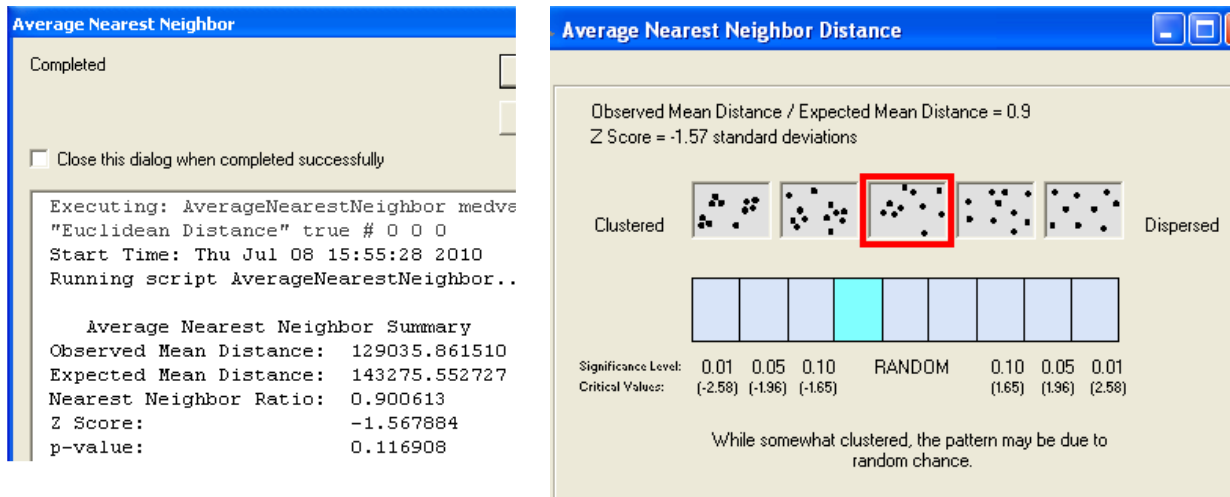 Average Nearest Neighbor
Completed
Close this dialog when completed successfully
Executing: AverageNearestNeighbor medva
"Euclidean Distance" true # 0 0 0
Start Time: Thu Jul 08 15:55:28 2010
Running script AverageNearestNeighbor..
Average Nearest Neighbor Summary
Observed Mean Distance: 129035.861510
Expected Mean Distance: 143275.552727
Nearest Neighbor Ratio: 0.900613
Z Score: -1.567884
p-value: 0.116908
Average Nearest Neighbor Distance
Observed Mean Distance / Expected Mean Distance = 0.9
Z Score = -1.57 standard deviations
Clustered Dispersed
Significance Level: 0.01 0.05 0.10 RANDOM 0.10 0.05 0.01
Critical Values: (-2.58) (-1.96) (-1.65) (1.65) (1.96) (2.58)
While somewhat clustered, the pattern may be due to
random chance.